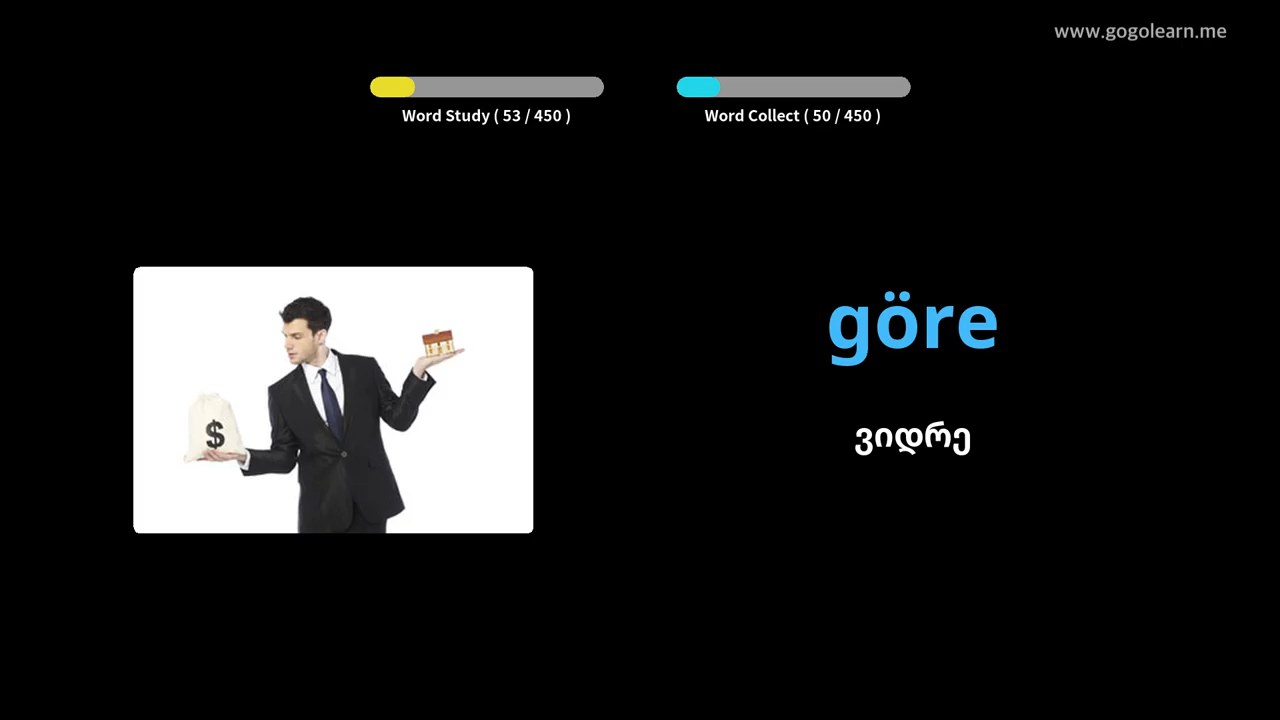 www.gogolearn.me
Word Study ( 53 / 450 )
Word Collect ( 50 / 450 )
$
göre
ვიდრე